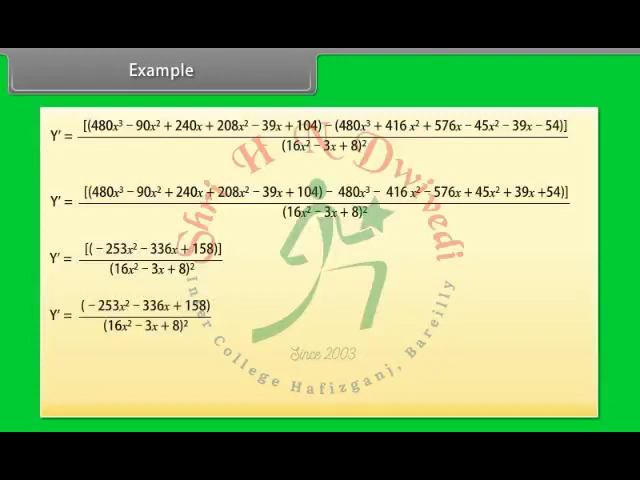 Example
Y′ = [(480x³ − 90x² + 240x + 208x² − 39x + 104) − (480x³ + 416 x² + 576x − 45x² − 39x − 54)]
(16x² − 3x + 8)²
Y′ = [(480x³ − 90x² + 240x + 208x² − 39x + 104) − 480x³ − 416 x² − 576x + 45x² + 39x +54)]
(16x² − 3x + 8)²
Y′ = [(− 253x² − 336x + 158)]
(16x² − 3x + 8)²
Y′ = (− 253x² − 336x + 158)
(16x² − 3x + 8)²
Shri H N Dwivedi
Inner College Hafizganj, Bareilly
Since 2003